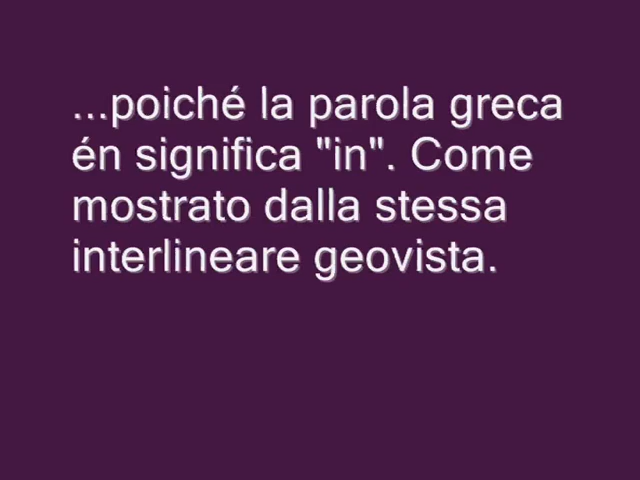 ...poiché la parola greca
én significa "in". Come
mostrato dalla stessa
interlineare geovista.